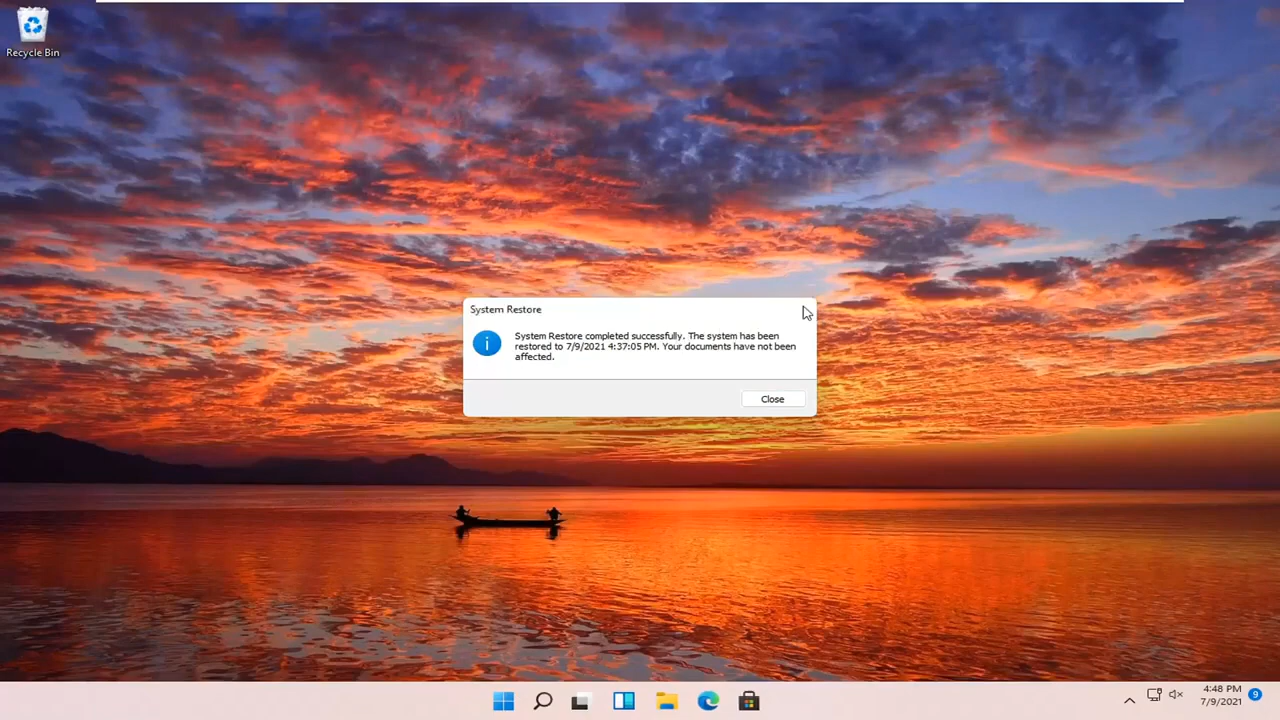 Recycle Bin
System Restore
System Restore completed successfully. The system has been
restored to 7/9/2021 4:37:05 PM. Your documents have not been
affected.
Close
4:48 PM
7/9/2021
9